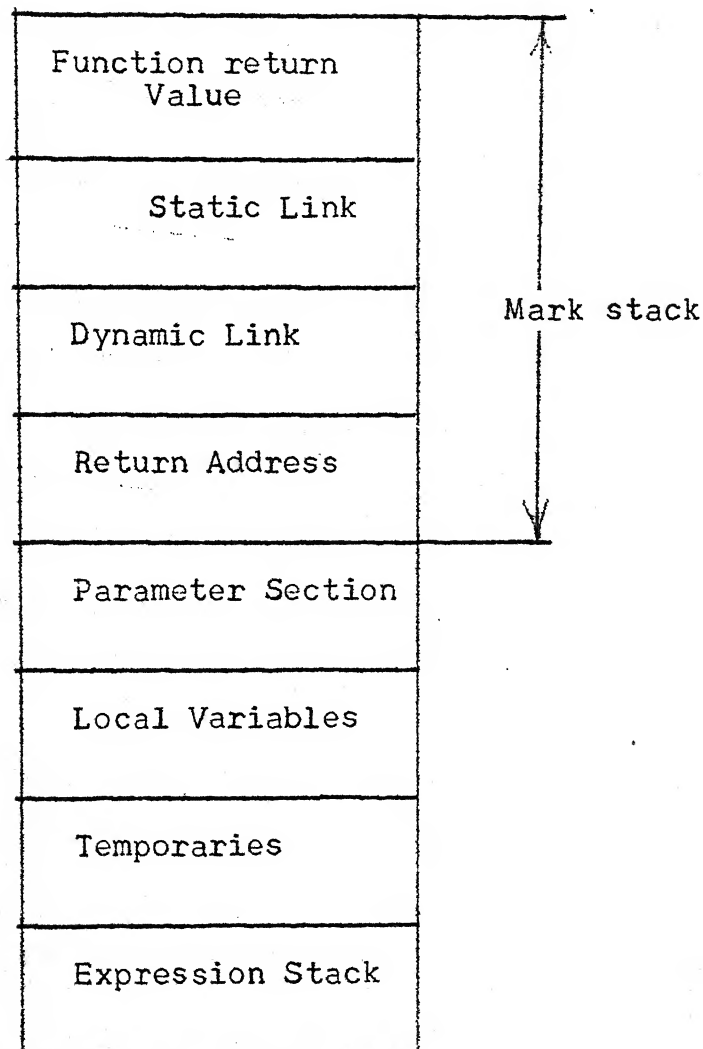 Function return
Value
Static Link
Dynamic Link
Mark stack
Return Address
Parameter Section
Local Variables
Temporaries
Expression Stack